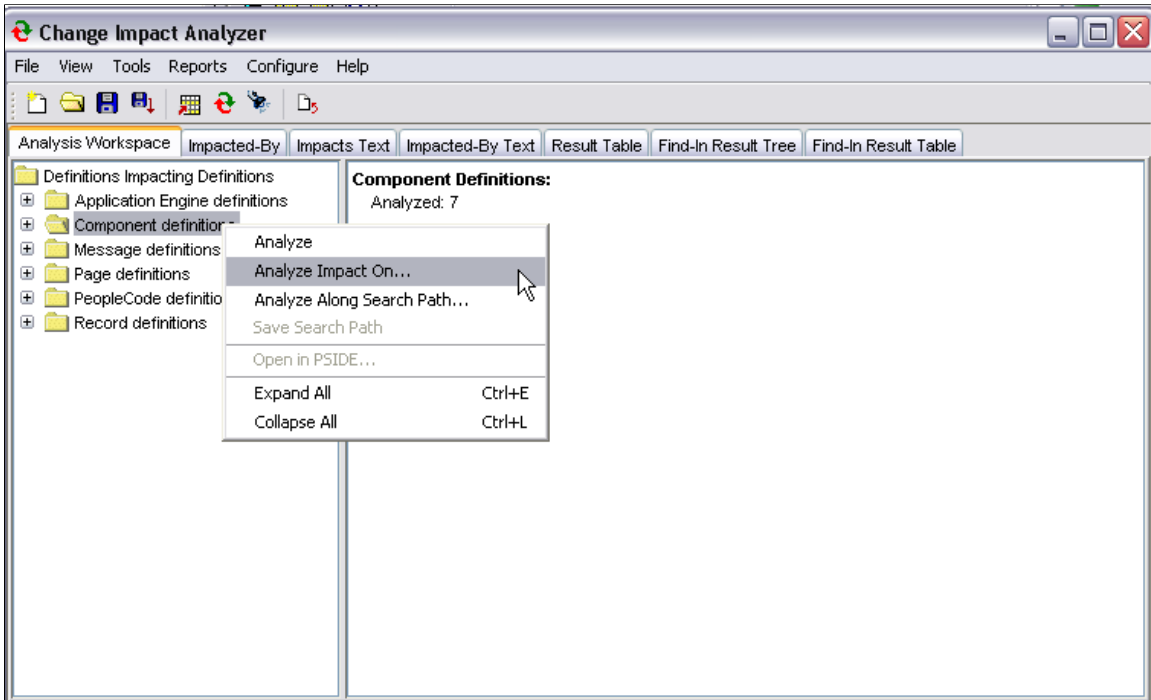 Change Impact Analyzer
File View Tools Reports Configure Help
Analysis Workspace Impacted-By Impacts Text Impacted-By Text Result Table Find-In Result Tree Find-In Result Table
Definitions Impacting Definitions
Application Engine definitions
Component definitions
Message definitions
Page definitions
PeopleCode definitio
Record definitions
Component Definitions:
Analyzed: 7
Analyze
Analyze Impact On...
Analyze Along Search Path...
Save Search Path
Open in PSIDE...
Expand All Ctrl+E
Collapse All Ctrl+L